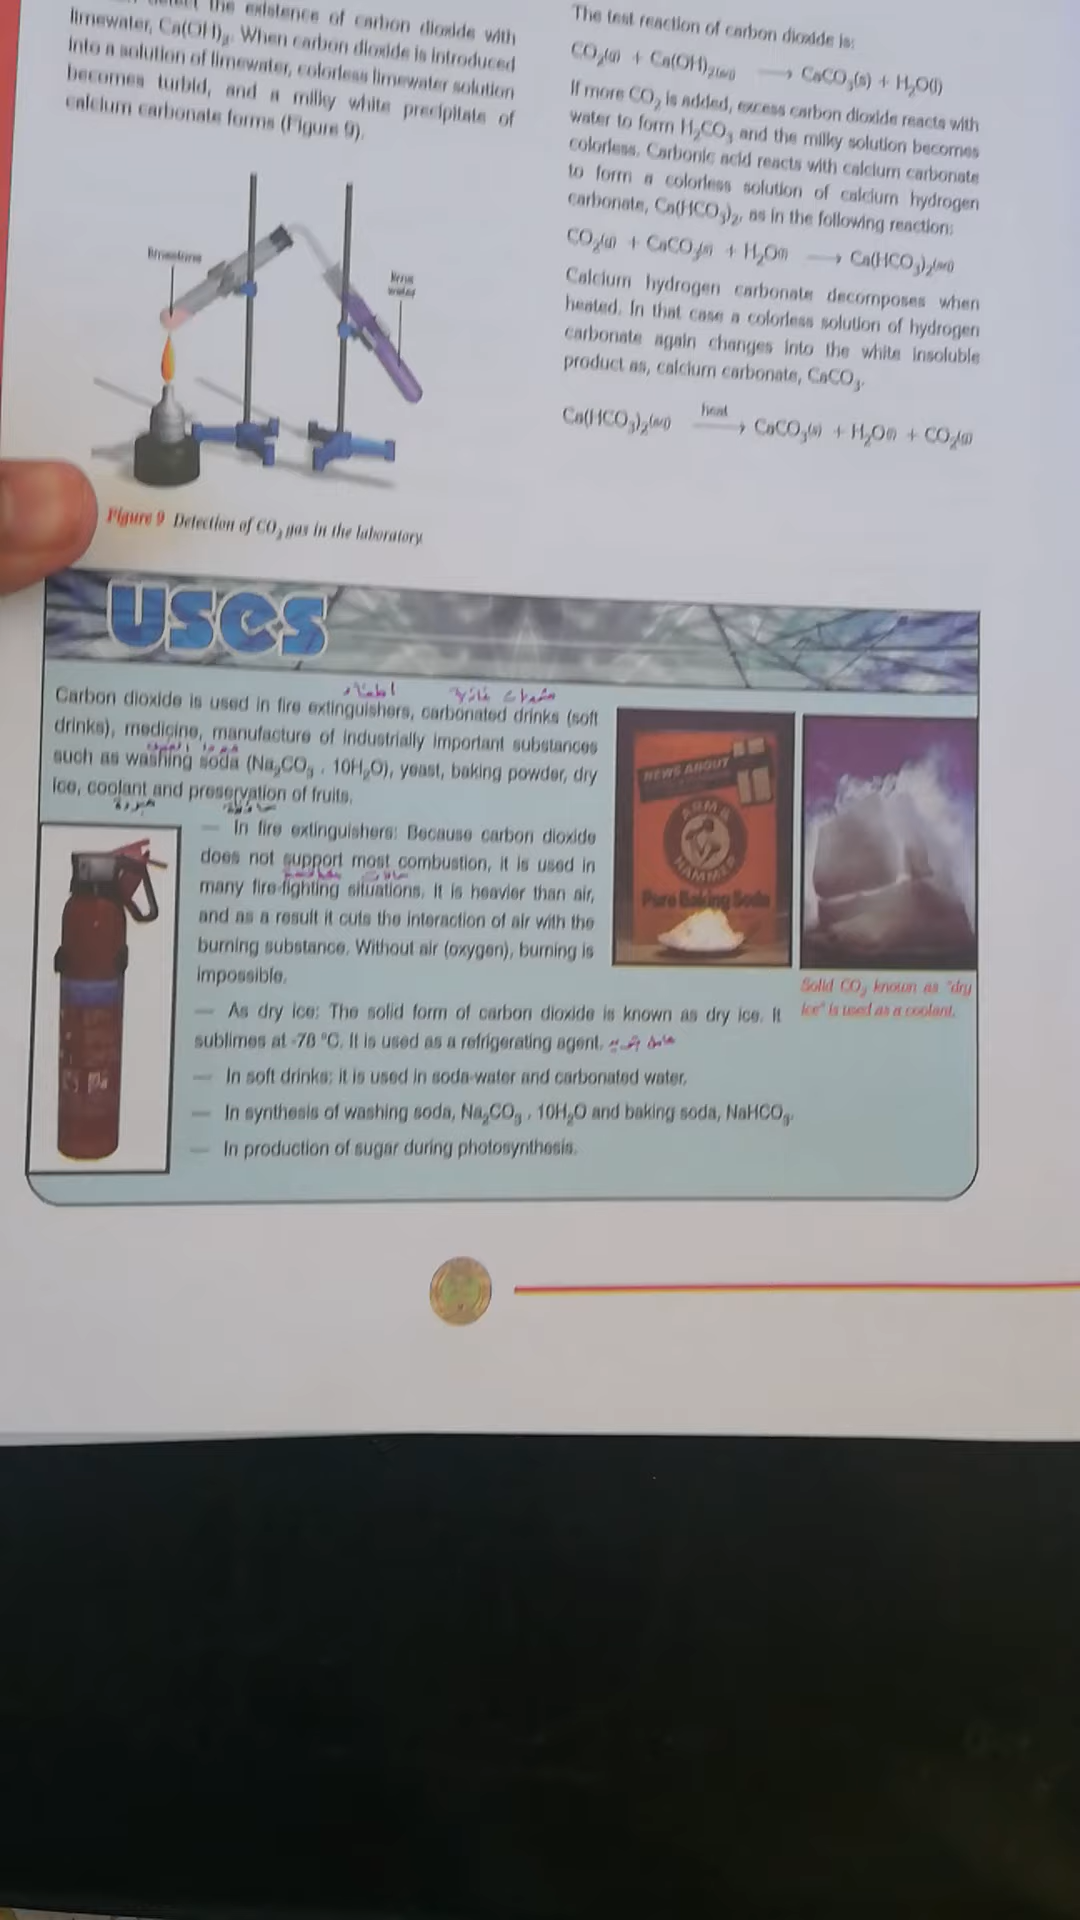 the existence of carbon dioxide with
limewater, Ca(OH)₂. When carbon dioxide is introduced
into a solution of limewater, colorless limewater solution
becomes turbid, and a milky white precipitate of
calcium carbonate forms (Figure 9).
limestone
lime
water
Figure 9 Detection of CO₂ gas in the laboratory.
The test reaction of carbon dioxide is:
CO₂(g) + Ca(OH)₂(aq) ⟶ CaCO₃(s) + H₂O(l)
If more CO₂ is added, excess carbon dioxide reacts with
water to form H₂CO₃ and the milky solution becomes
colorless. Carbonic acid reacts with calcium carbonate
to form a colorless solution of calcium hydrogen
carbonate, Ca(HCO₃)₂, as in the following reaction:
CO₂(g) + CaCO₃(s) + H₂O(l) ⟶ Ca(HCO₃)₂(aq)
Calcium hydrogen carbonate decomposes when
heated. In that case a colorless solution of hydrogen
carbonate again changes into the white insoluble
product as, calcium carbonate, CaCO₃.
heat
Ca(HCO₃)₂(aq) ⟶ CaCO₃(s) + H₂O(l) + CO₂(g)
uses
اطفاء مشروبات غازية
Carbon dioxide is used in fire extinguishers, carbonated drinks (soft
drinks), medicine, manufacture of industrially important substances
such as washing soda (Na₂CO₃ . 10H₂O), yeast, baking powder, dry
ice, coolant and preservation of fruits.
مبردة
— In fire extinguishers: Because carbon dioxide
does not support most combustion, it is used in
many fire-fighting situations. It is heavier than air,
and as a result it cuts the interaction of air with the
burning substance. Without air (oxygen), burning is
impossible.
— As dry ice: The solid form of carbon dioxide is known as dry ice. It
sublimes at -78 °C. It is used as a refrigerating agent.
— In soft drinks: it is used in soda-water and carbonated water.
— In synthesis of washing soda, Na₂CO₃ . 10H₂O and baking soda, NaHCO₃.
— In production of sugar during photosynthesis.
NEWS ABOUT
ARM &
HAMMER
Pure Baking Soda
Solid CO₂ known as "dry
ice" is used as a coolant.